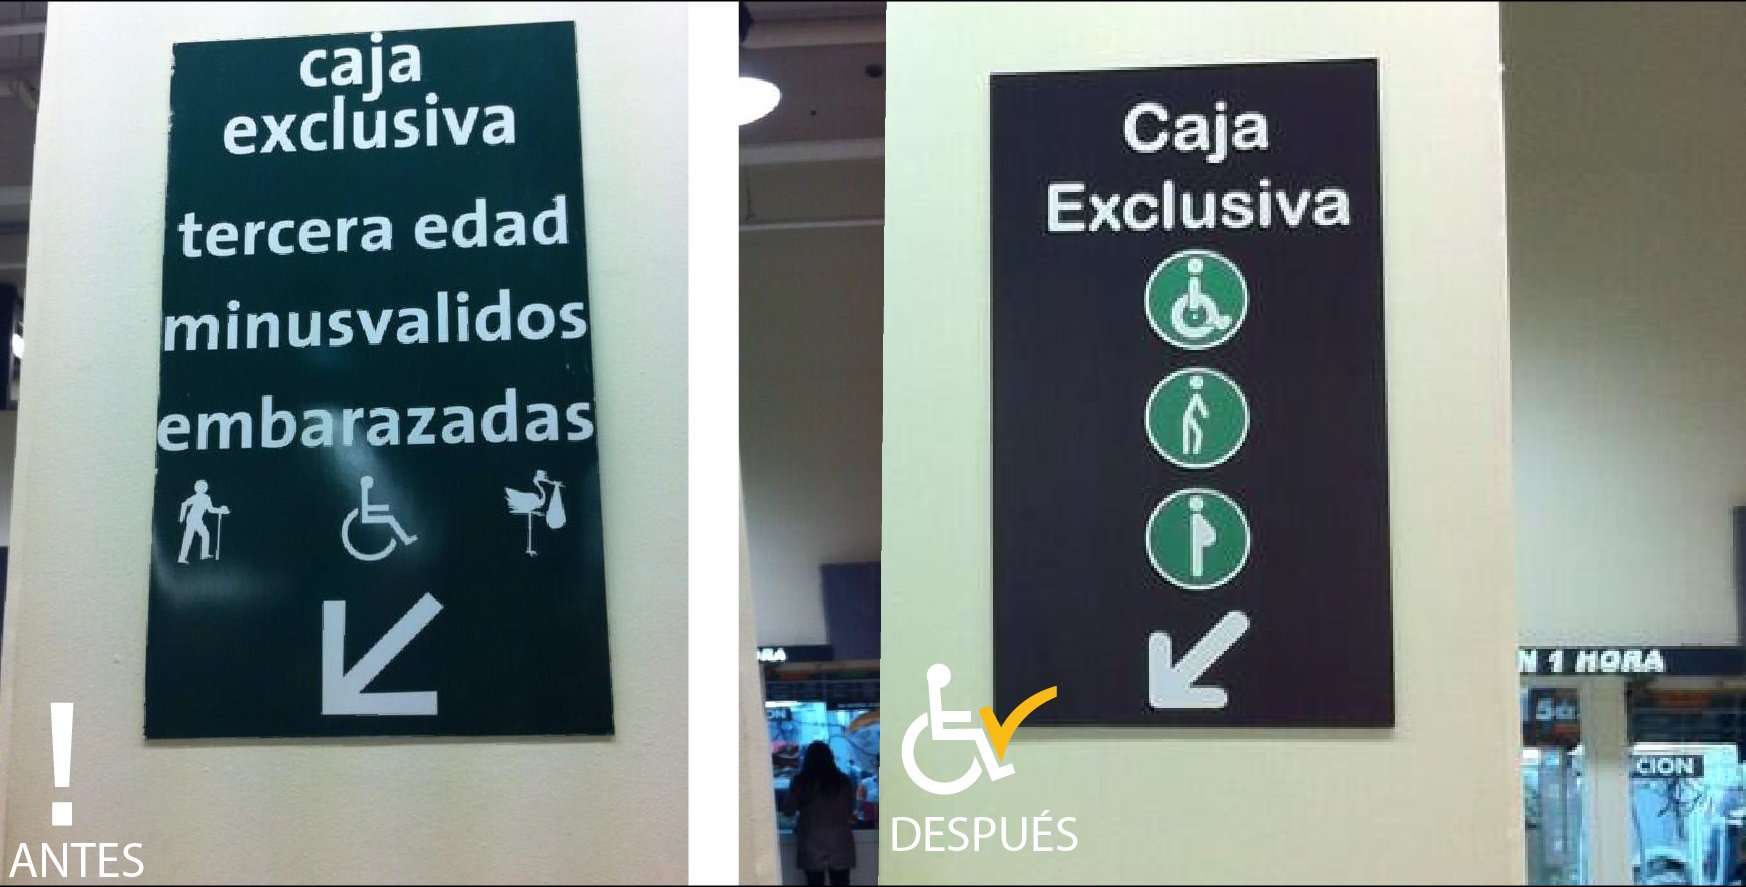 caja
exclusiva
tercera edad
minusvalidos
embarazadas
!
ANTES
Caja
Exclusiva
DESPUÉS
N 1 HORA
CION